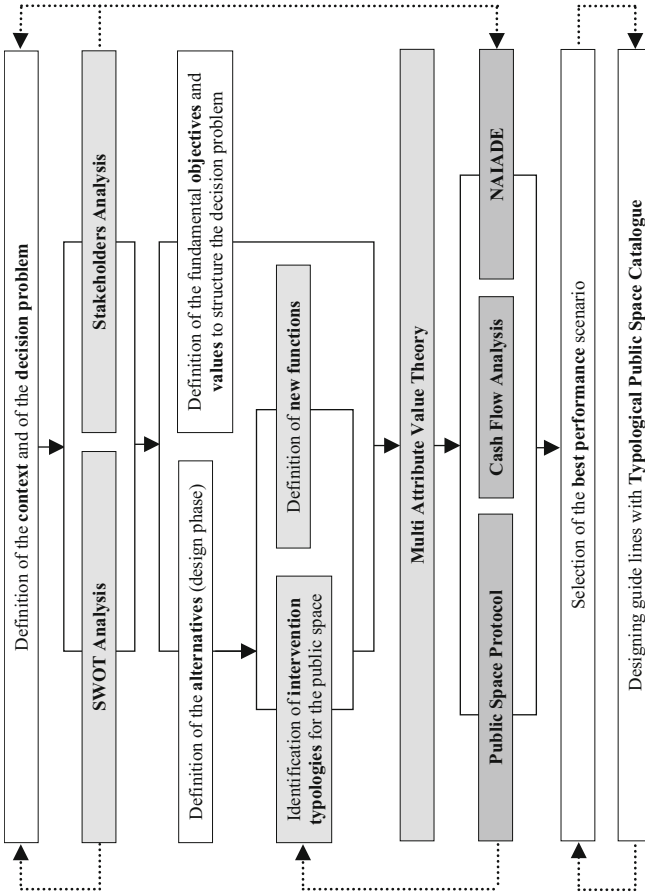 Definition of the context and of the decision problem
SWOT Analysis
Stakeholders Analysis
Definition of the alternatives (design phase)
Definition of the fundamental objectives and
values to structure the decision problem
Identification of intervention
typologies for the public space
Definition of new functions
Multi Attribute Value Theory
Public Space Protocol
Cash Flow Analysis
NAIADE
Selection of the best performance scenario
Designing guide lines with Typological Public Space Catalogue